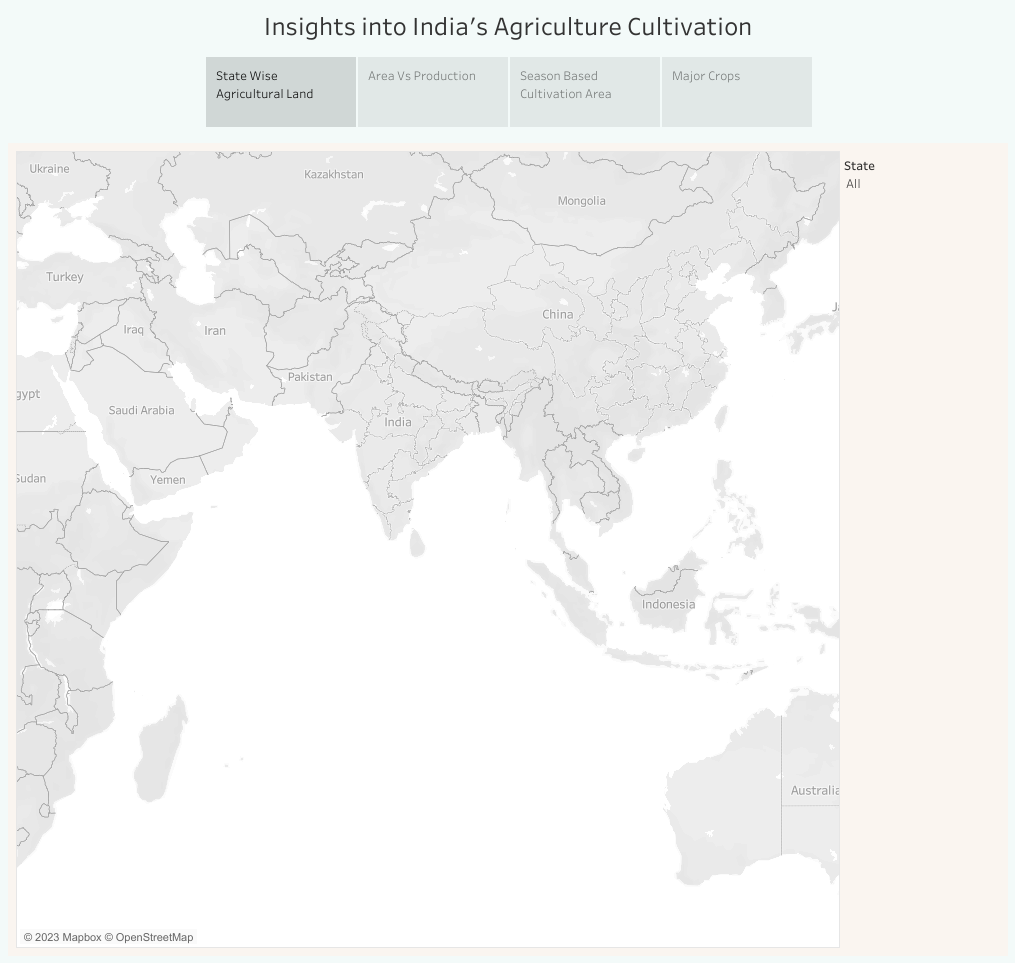 Insights into India's Agriculture Cultivation
State Wise
Agricultural Land
Area Vs Production
Season Based
Cultivation Area
Major Crops
State
All
Ukraine
Kazakhstan
Mongolia
Turkey
China
Iraq
Iran
Pakistan
gypt
Saudi Arabia
India
Sudan
Yemen
Indonesia
Australia
© 2023 Mapbox © OpenStreetMap